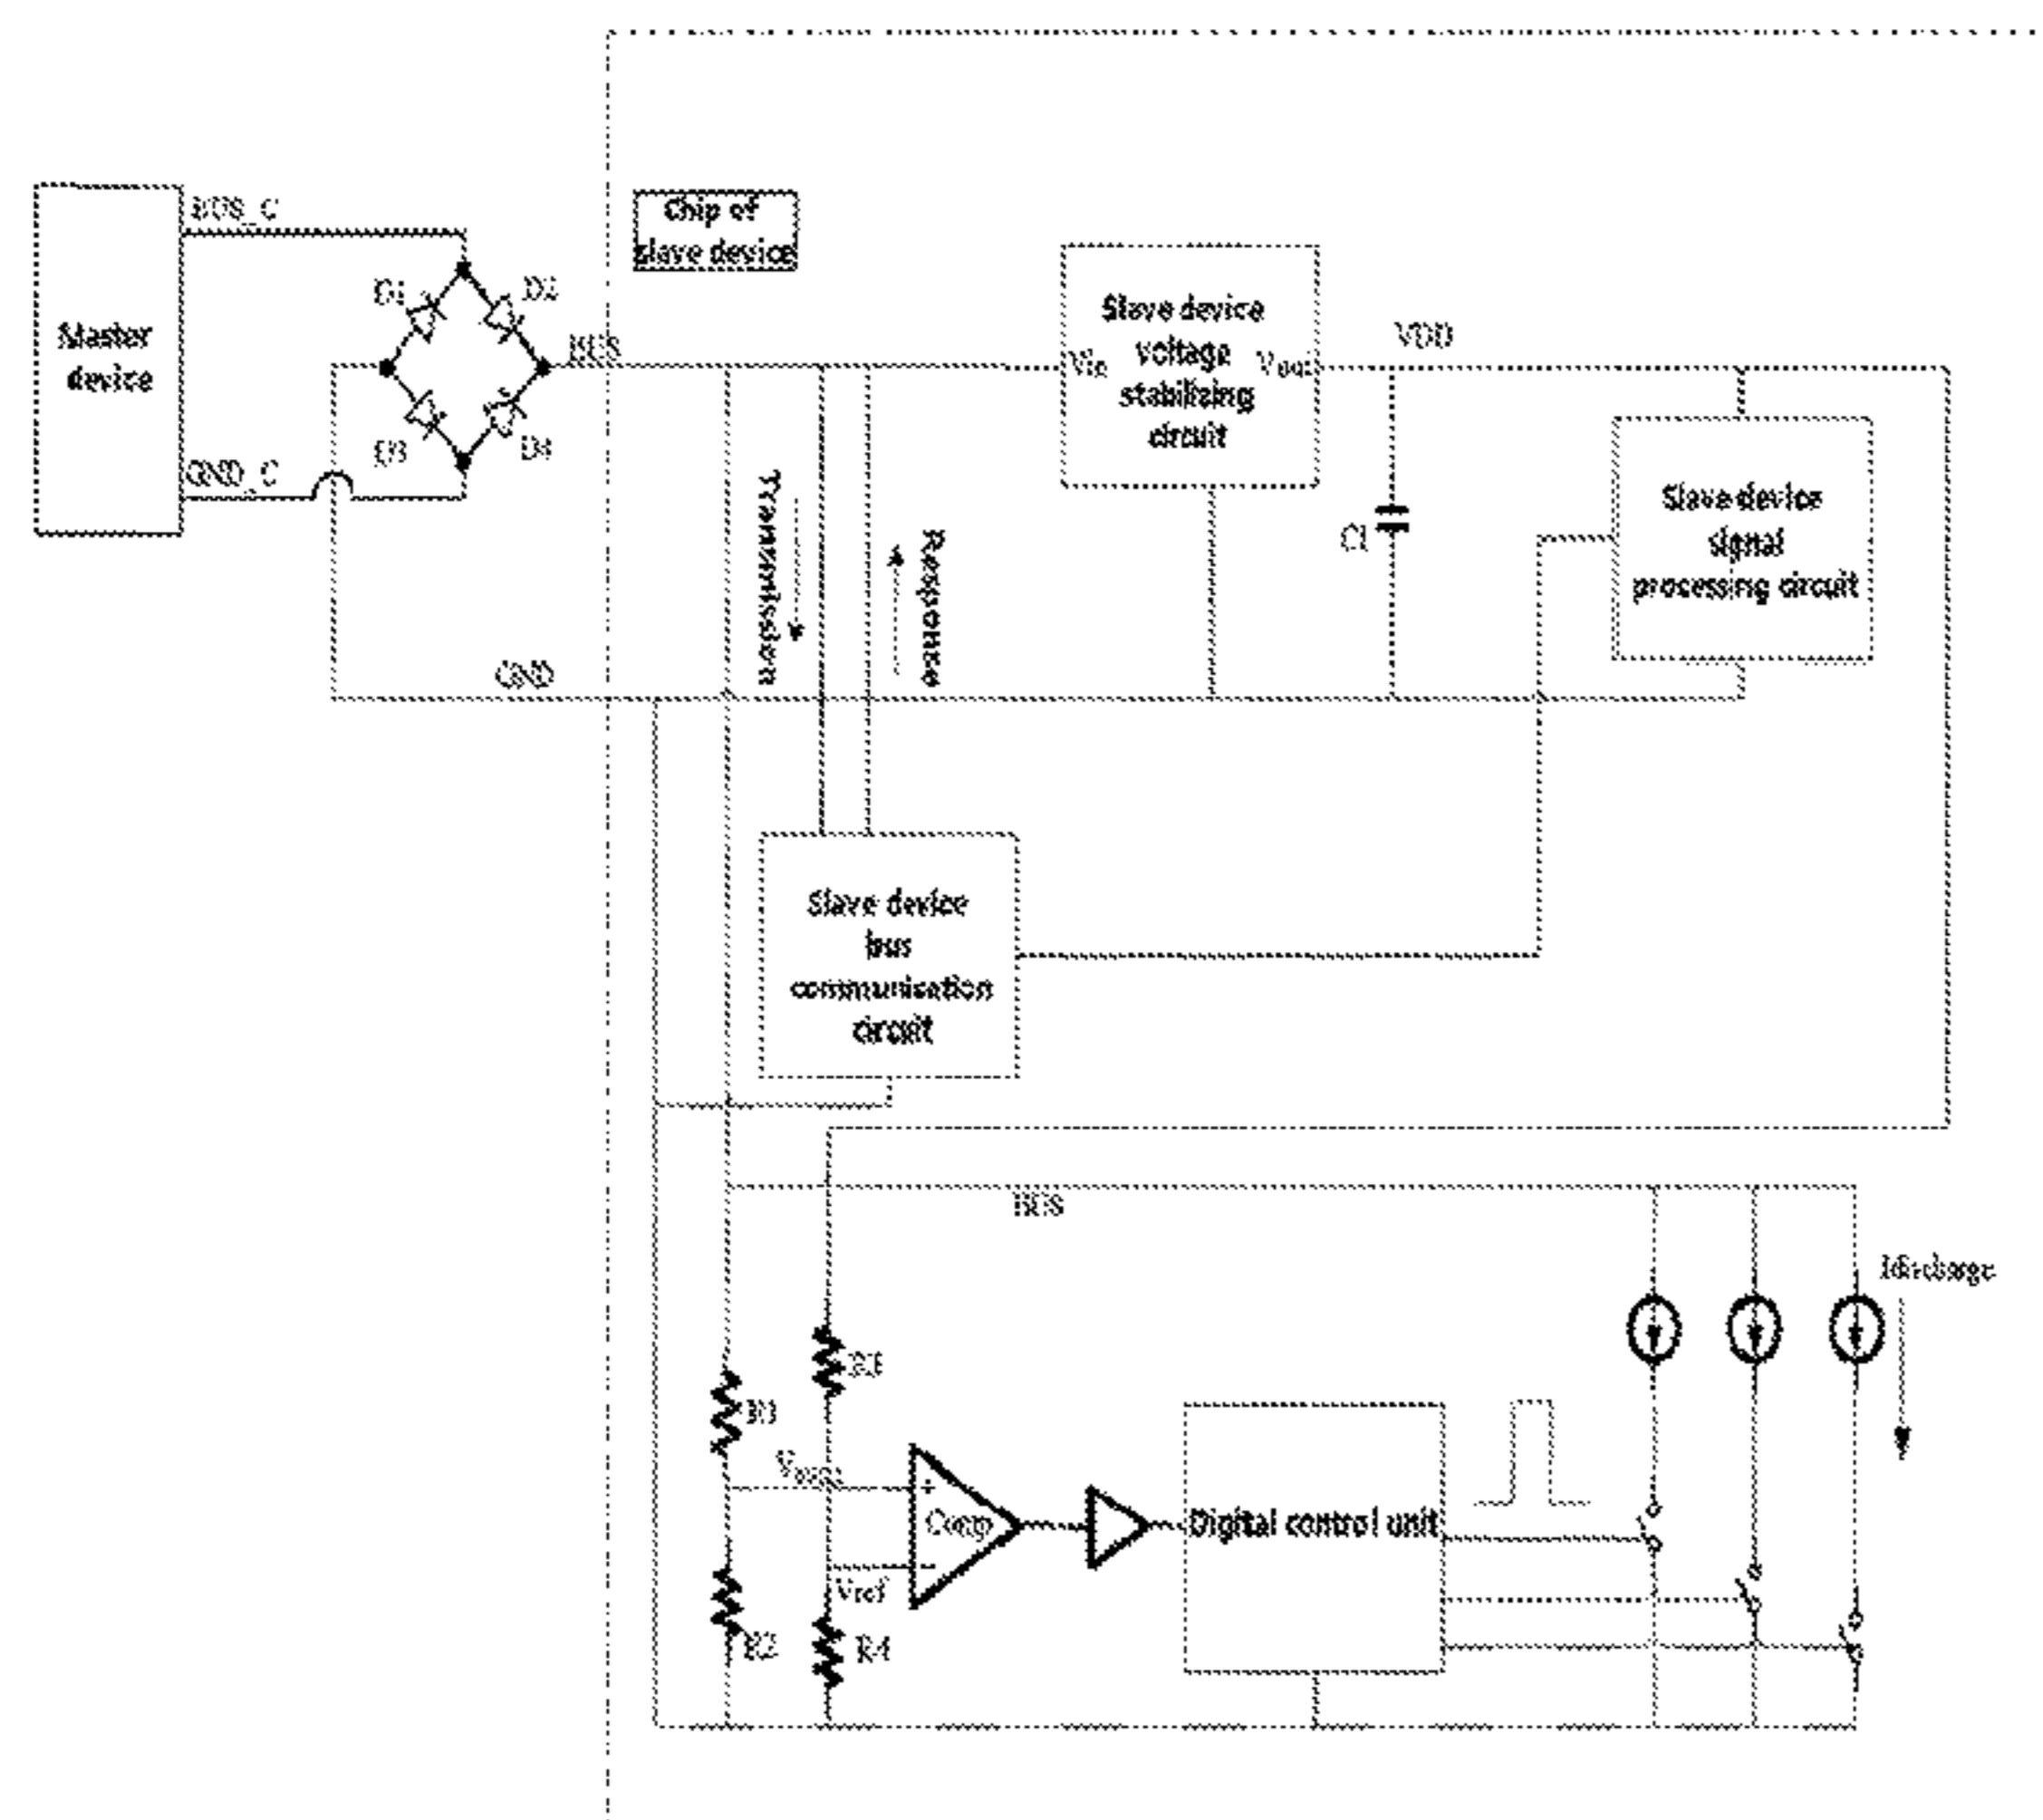 BUS_C
Chip of
slave device
Master
device
D1
D2
BUS
Slave device
voltage
stabilizing
circuit
Vin
Vout
VDD
D3
D4
GND_C
Transmission
Response
C1
Slave device
signal
processing circuit
GND
Slave device
bus
communication
circuit
BUS
Idischarge
R3
R1
+
Comp
-
Vref
Digital control unit
R2
R4